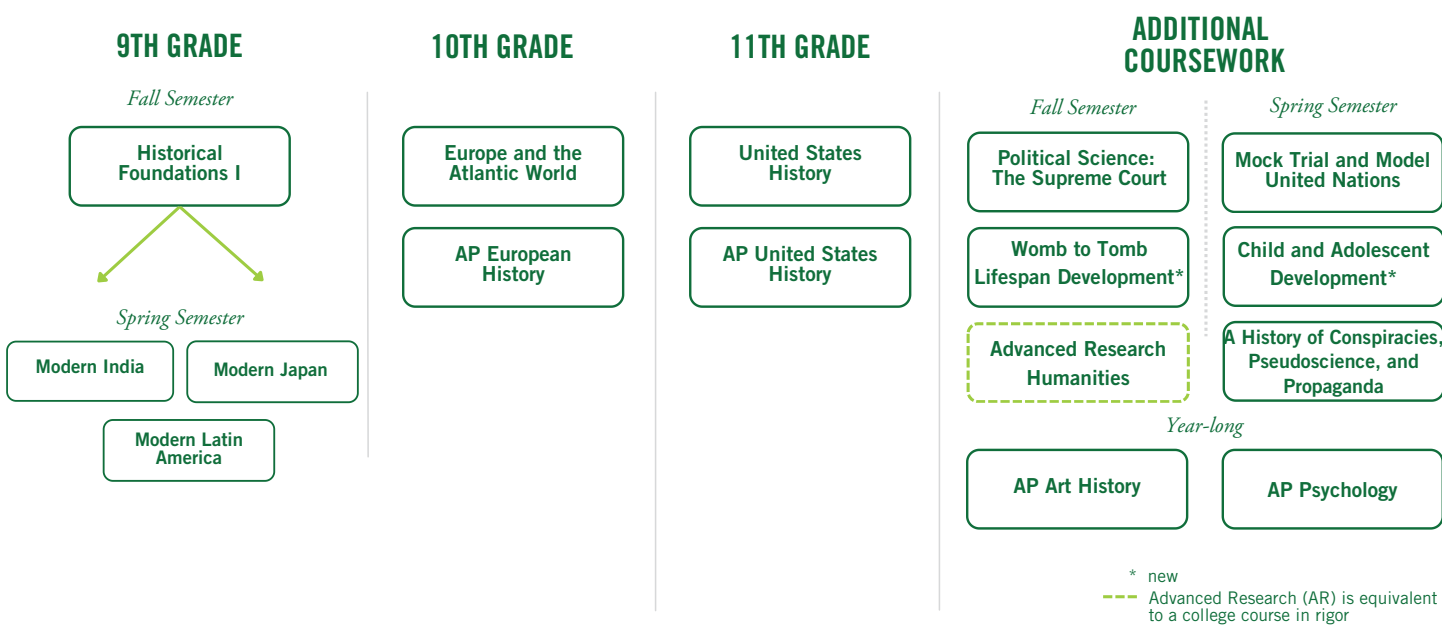 9TH GRADE
Fall Semester
Historical
Foundations I
Spring Semester
Modern India
Modern Japan
Modern Latin
America
10TH GRADE
Europe and the
Atlantic World
AP European
History
11TH GRADE
United States
History
AP United States
History
ADDITIONAL
COURSEWORK
Fall Semester
Political Science:
The Supreme Court
Womb to Tomb
Lifespan Development*
Advanced Research
Humanities
Spring Semester
Mock Trial and Model
United Nations
Child and Adolescent
Development*
A History of Conspiracies,
Pseudoscience, and
Propaganda
Year-long
AP Art History
AP Psychology
* new
Advanced Research (AR) is equivalent
to a college course in rigor